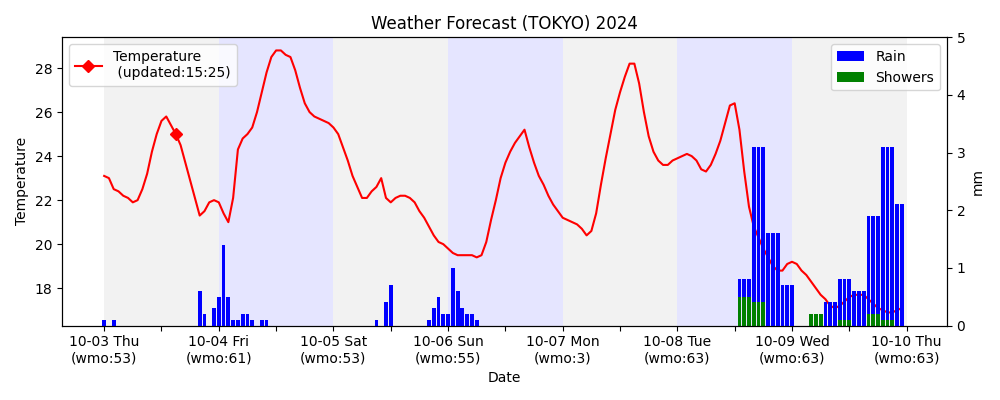 Weather Forecast (TOKYO) 2024
Temperature
(updated:15:25)
Rain
Showers
28
26
24
22
20
18
Temperature
5
4
3
2
1
0
mm
10-03 Thu
(wmo:53)
10-04 Fri
(wmo:61)
10-05 Sat
(wmo:53)
10-06 Sun
(wmo:55)
10-07 Mon
(wmo:3)
10-08 Tue
(wmo:63)
10-09 Wed
(wmo:63)
10-10 Thu
(wmo:63)
Date